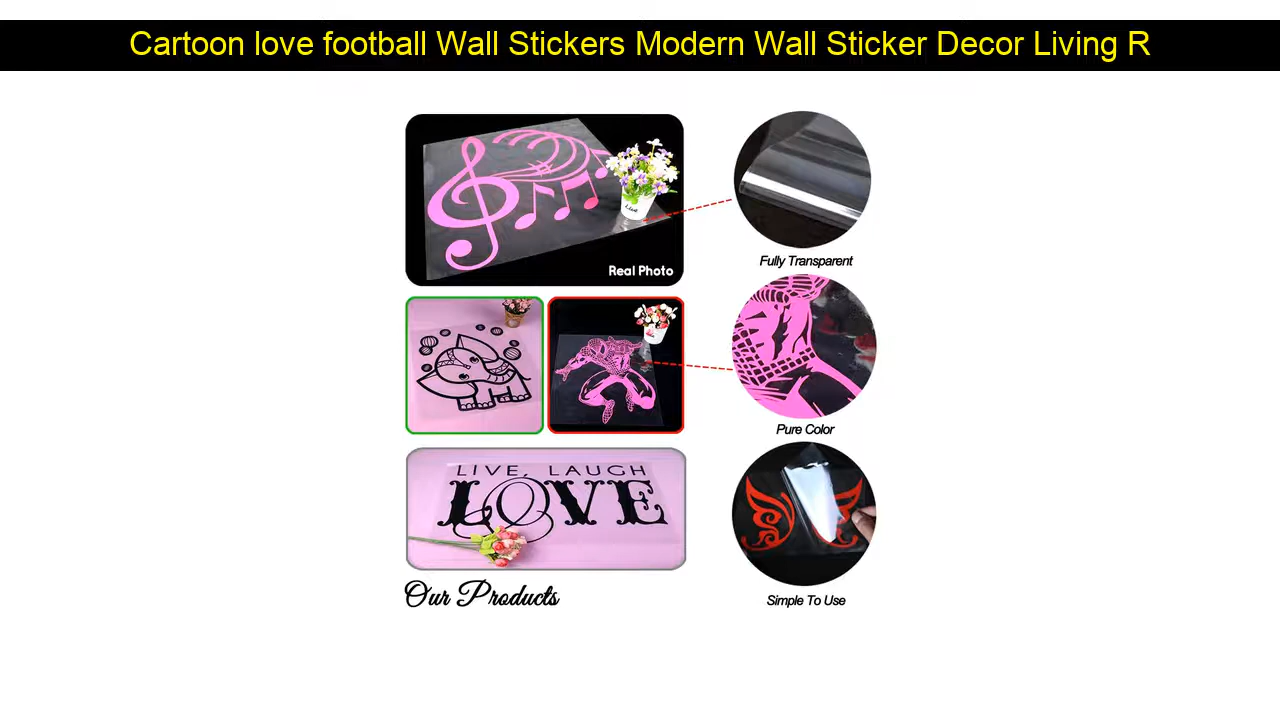 Cartoon love football Wall Stickers Modern Wall Sticker Decor Living R
Real Photo
Fully Transparent
Pure Color
LIVE, LAUGH
LOVE
Simple To Use
Our Products